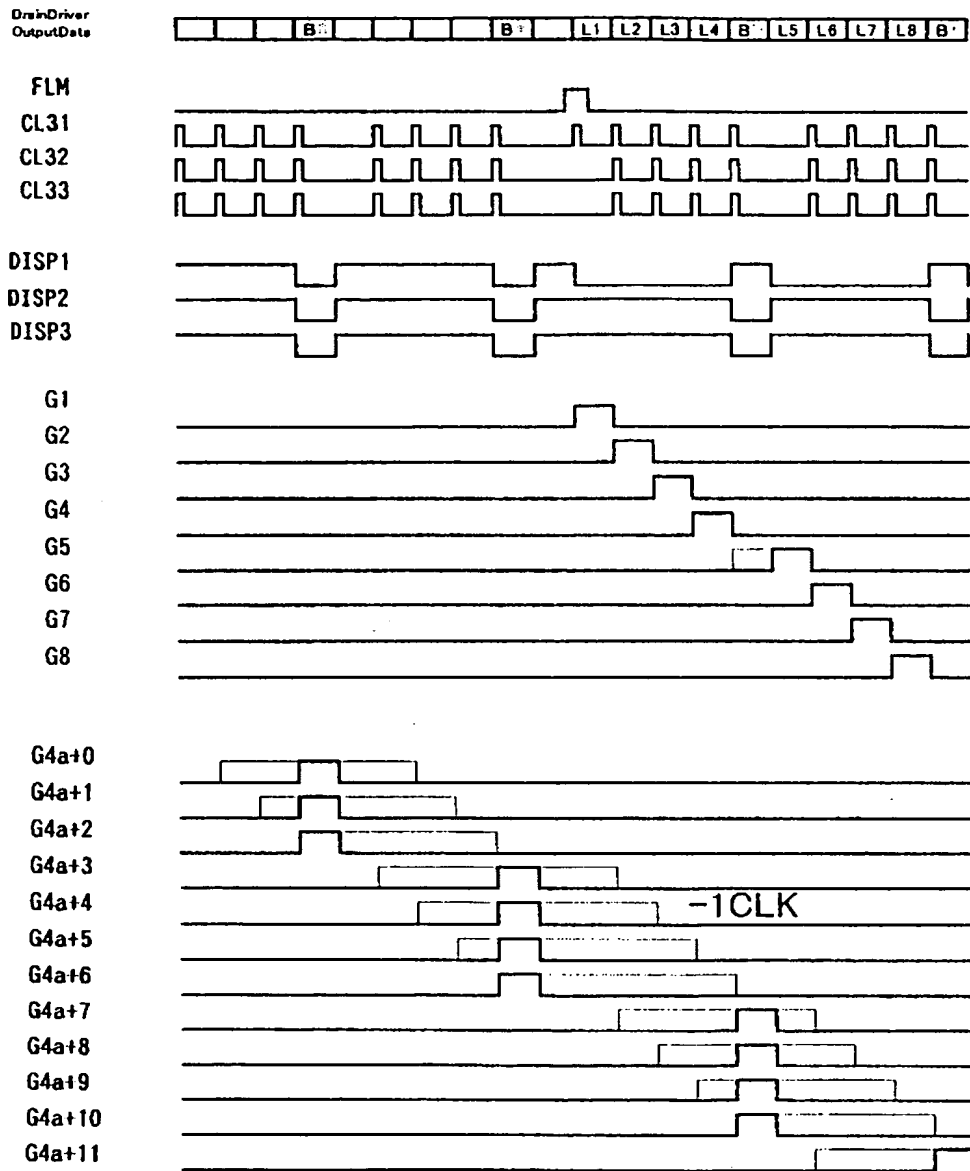 DrainDriver
OutputData
B B L1 L2 L3 L4 B L5 L6 L7 L8 B
FLM
CL31
CL32
CL33
DISP1
DISP2
DISP3
G1
G2
G3
G4
G5
G6
G7
G8
G4a+0
G4a+1
G4a+2
G4a+3
G4a+4 -1CLK
G4a+5
G4a+6
G4a+7
G4a+8
G4a+9
G4a+10
G4a+11